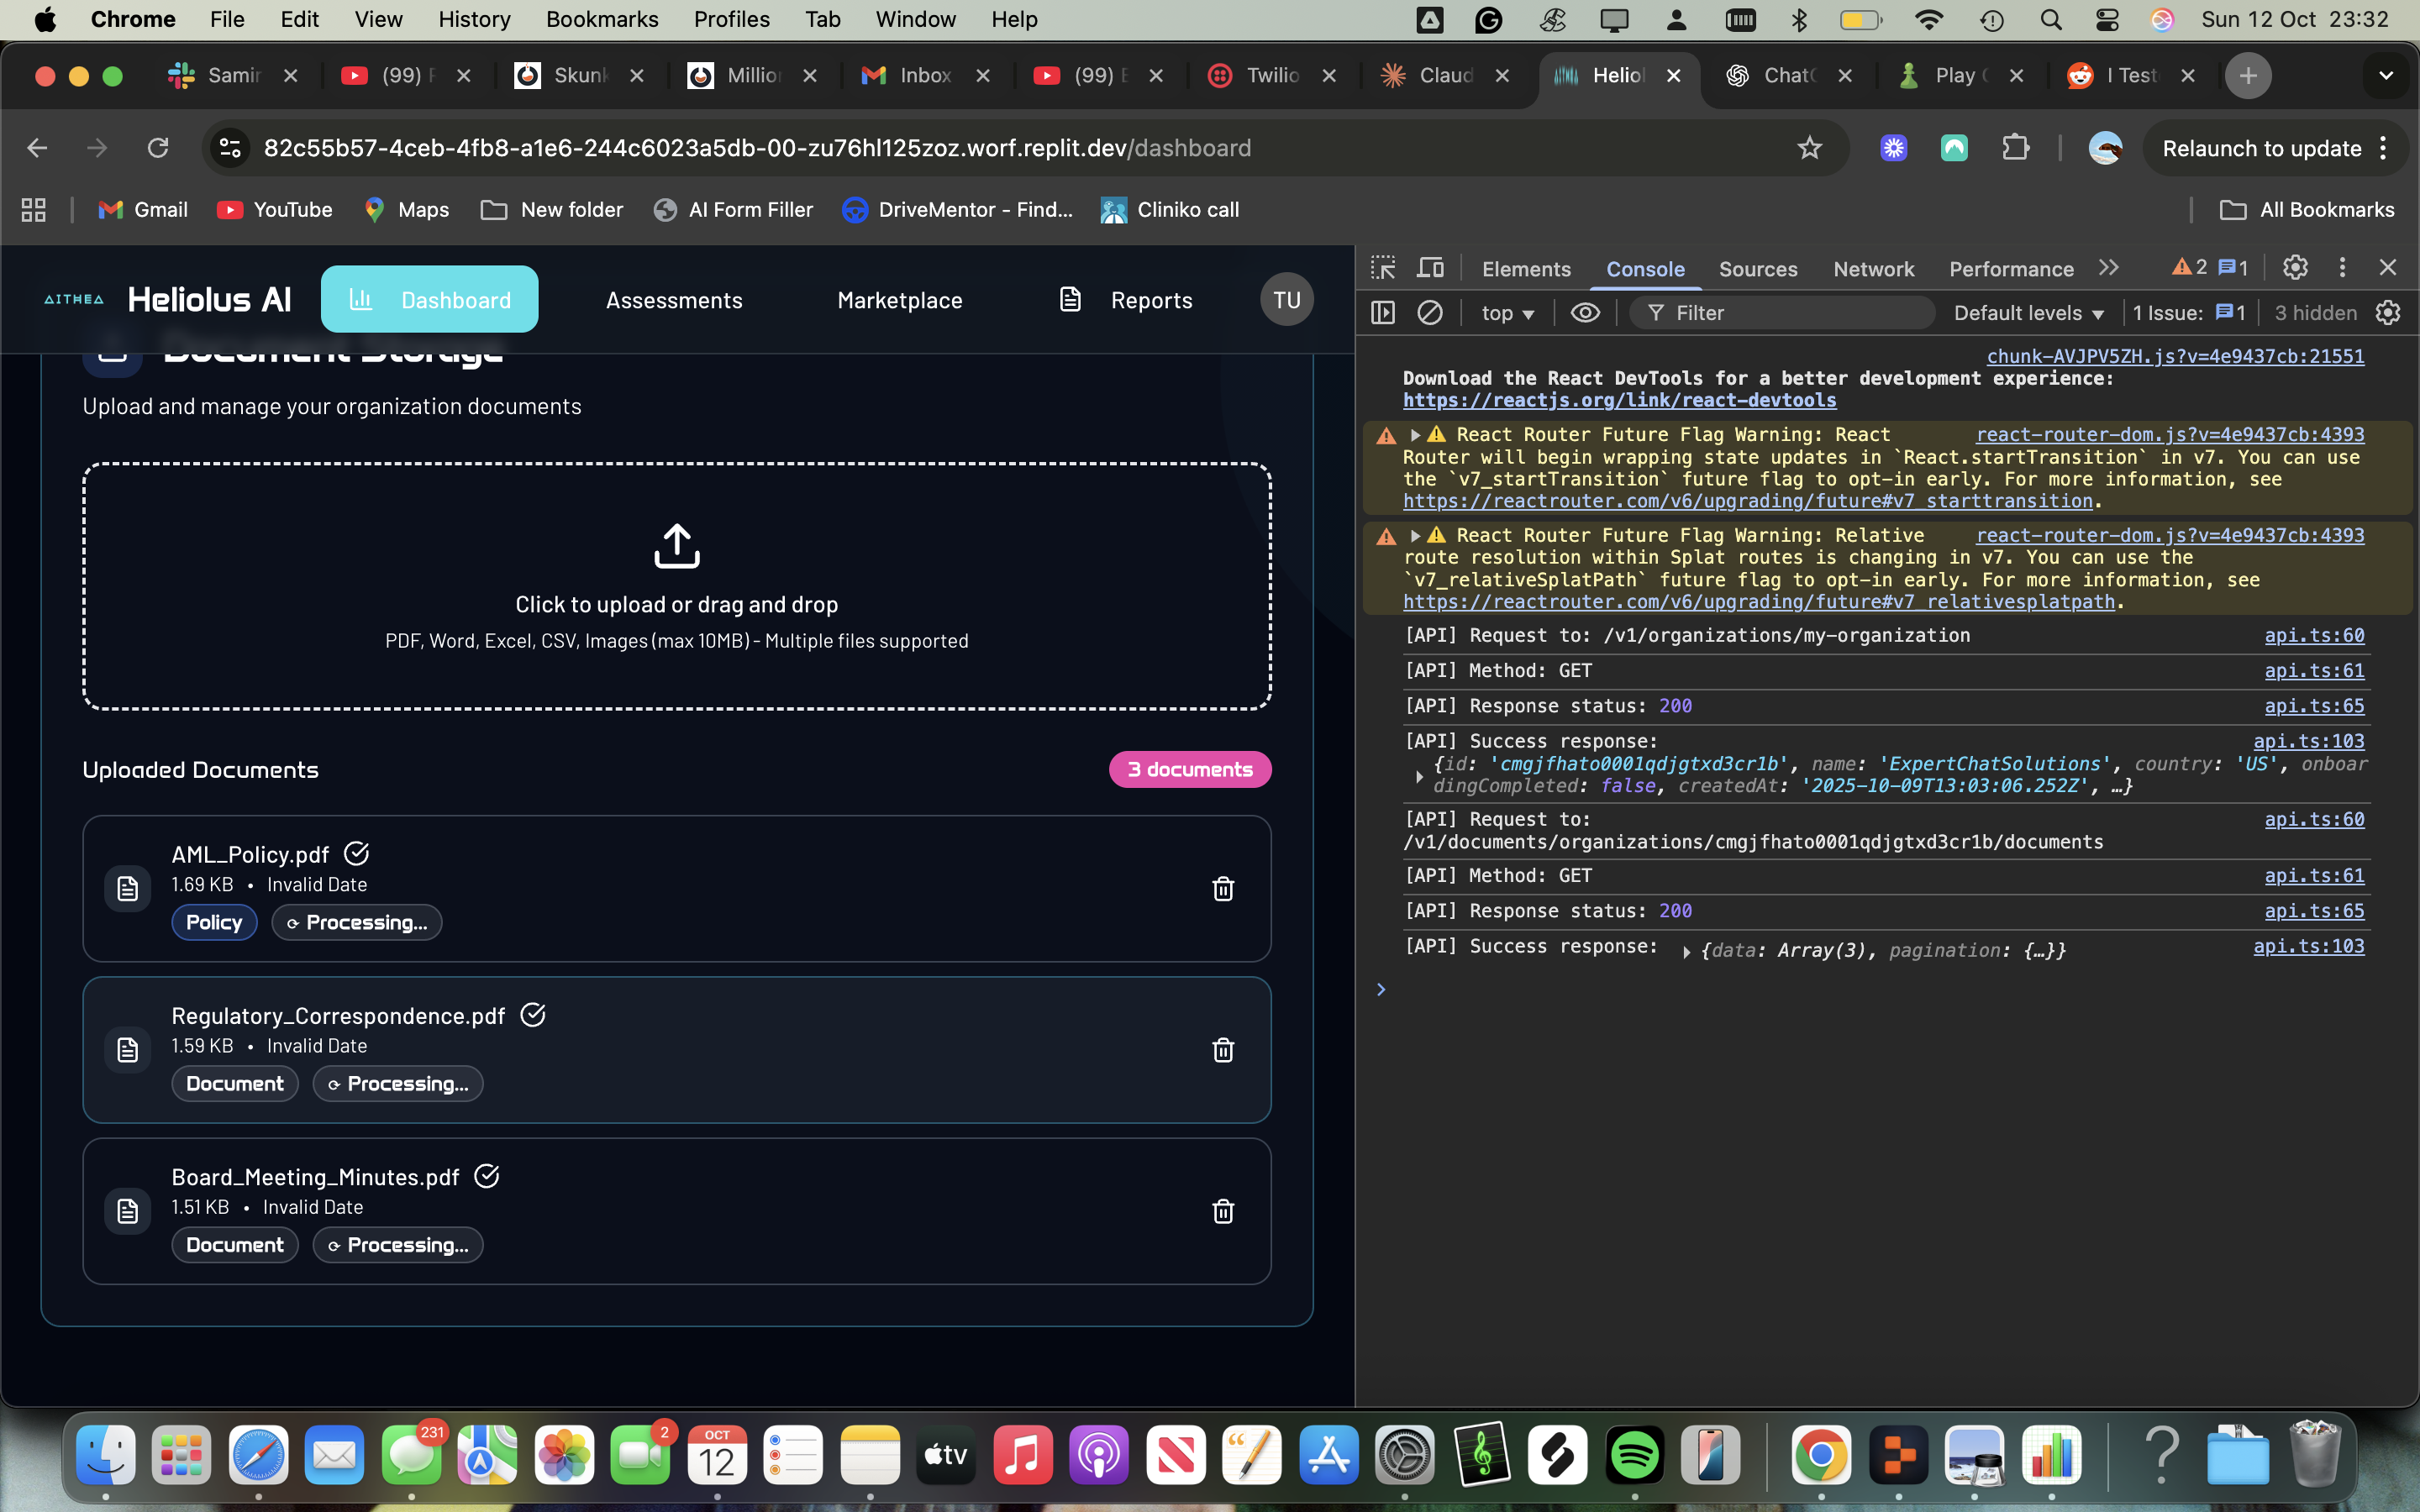 Chrome File Edit View History Bookmarks Profiles Tab Window Help Sun 12 Oct 23:32
Samir (99) Skunk Million Inbox (99) Twilio Claud Heliol Chat Play I Test
82c55b57-4ceb-4fb8-a1e6-244c6023a5db-00-zu76hl125zoz.worf.replit.dev/dashboard Relaunch to update
Gmail YouTube Maps New folder AI Form Filler DriveMentor - Find... Cliniko call All Bookmarks
AITHEA Heliolus AI Dashboard Assessments Marketplace Reports TU
Document Storage
Upload and manage your organization documents
Click to upload or drag and drop
PDF, Word, Excel, CSV, Images (max 10MB) - Multiple files supported
Uploaded Documents 3 documents
AML_Policy.pdf
1.69 KB • Invalid Date
Policy Processing...
Regulatory_Correspondence.pdf
1.59 KB • Invalid Date
Document Processing...
Board_Meeting_Minutes.pdf
1.51 KB • Invalid Date
Document Processing...
Elements Console Sources Network Performance 2 1
top Filter Default levels 1 Issue: 1 3 hidden
chunk-AVJPV5ZH.js?v=4e9437cb:21551
Download the React DevTools for a better development experience:
https://reactjs.org/link/react-devtools
React Router Future Flag Warning: React react-router-dom.js?v=4e9437cb:4393
Router will begin wrapping state updates in `React.startTransition` in v7. You can use
the `v7_startTransition` future flag to opt-in early. For more information, see
https://reactrouter.com/v6/upgrading/future#v7_starttransition.
React Router Future Flag Warning: Relative react-router-dom.js?v=4e9437cb:4393
route resolution within Splat routes is changing in v7. You can use the
`v7_relativeSplatPath` future flag to opt-in early. For more information, see
https://reactrouter.com/v6/upgrading/future#v7_relativesplatpath.
[API] Request to: /v1/organizations/my-organization api.ts:60
[API] Method: GET api.ts:61
[API] Response status: 200 api.ts:65
[API] Success response: api.ts:103
{id: 'cmgjfhato0001qdjgtxd3cr1b', name: 'ExpertChatSolutions', country: 'US', onboar
dingCompleted: false, createdAt: '2025-10-09T13:03:06.252Z', …}
[API] Request to: api.ts:60
/v1/documents/organizations/cmgjfhato0001qdjgtxd3cr1b/documents
[API] Method: GET api.ts:61
[API] Response status: 200 api.ts:65
[API] Success response: {data: Array(3), pagination: {…}} api.ts:103
231 2 OCT 12 tv